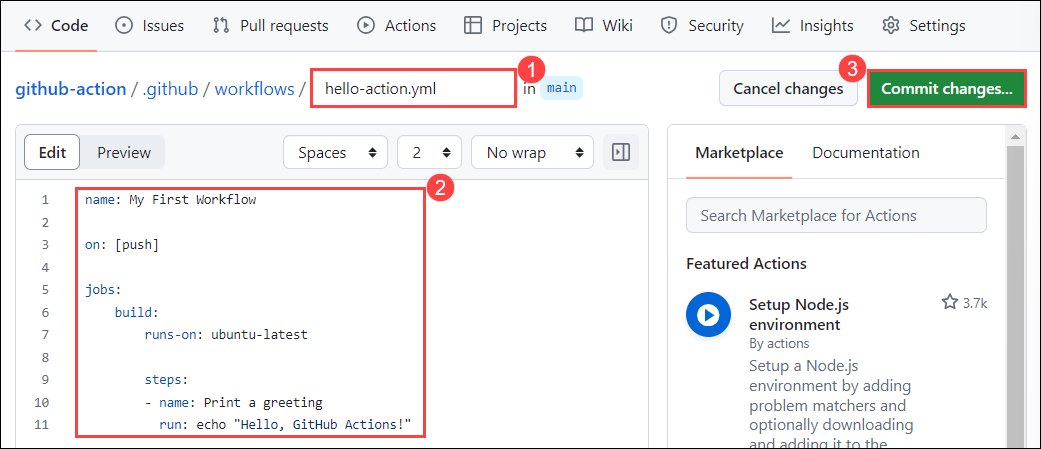 Code Issues Pull requests Actions Projects Wiki Security Insights Settings
1
3
github-action / .github / workflows / hello-action.yml in main Cancel changes Commit changes...
Edit Preview Spaces 2 No wrap
Marketplace Documentation
2
1 name: My First Workflow
2
3 on: [push]
4
5 jobs:
6     build:
7         runs-on: ubuntu-latest
8
9         steps:
10         - name: Print a greeting
11           run: echo "Hello, GitHub Actions!"
Search Marketplace for Actions
Featured Actions
Setup Node.js 3.7k
environment
By actions
Setup a Node.js
environment by adding
problem matchers and
optionally downloading
and adding it to the